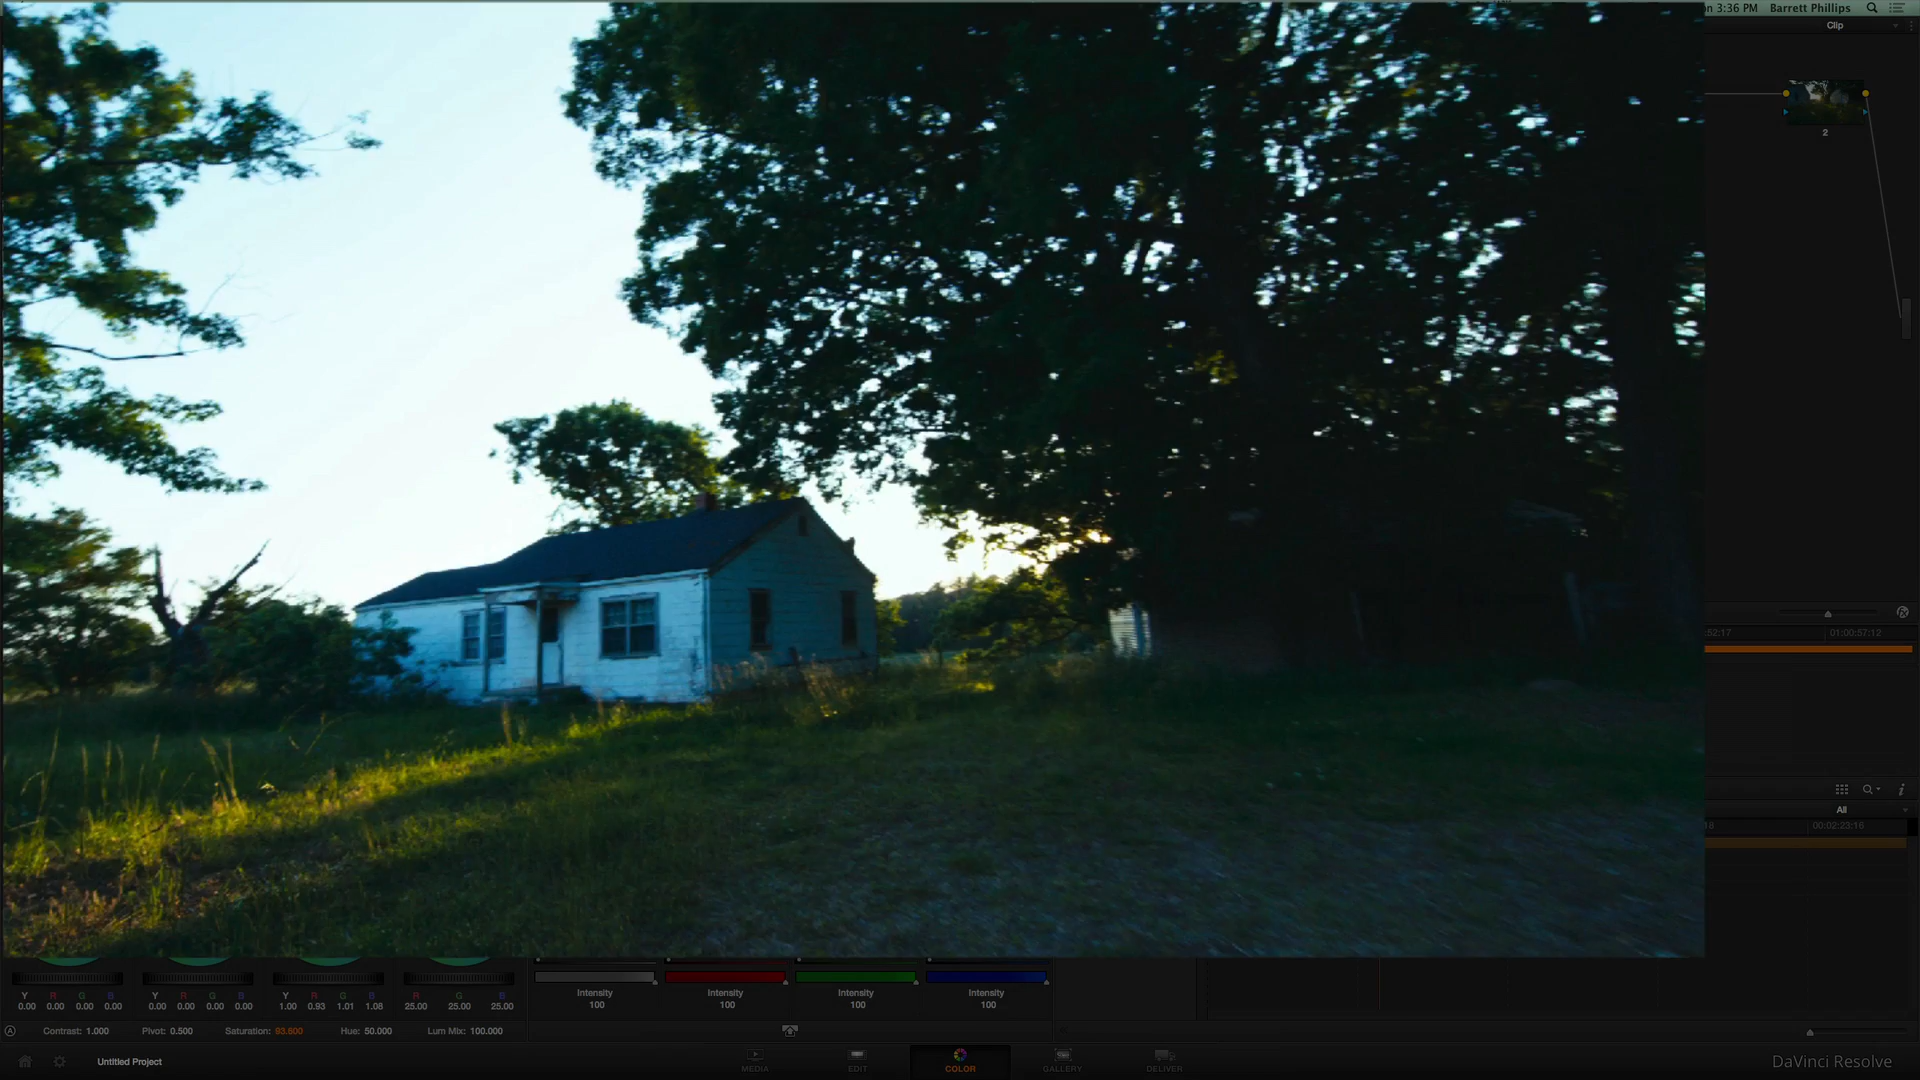 3:36 PM Barrett Phillips
Clip
2
:52:17 01:00:57:12
All
18 00:02:23:16
Y R G B Y R G B Y R G B R G B
0.00 0.00 0.00 0.00 0.00 0.00 0.00 0.00 1.00 0.93 1.01 1.08 25.00 25.00 25.00
Intensity Intensity Intensity Intensity
100 100 100 100
A Contrast: 1.000 Pivot: 0.500 Saturation: 93.600 Hue: 50.000 Lum Mix: 100.000
Untitled Project MEDIA EDIT COLOR GALLERY DELIVER DaVinci Resolve